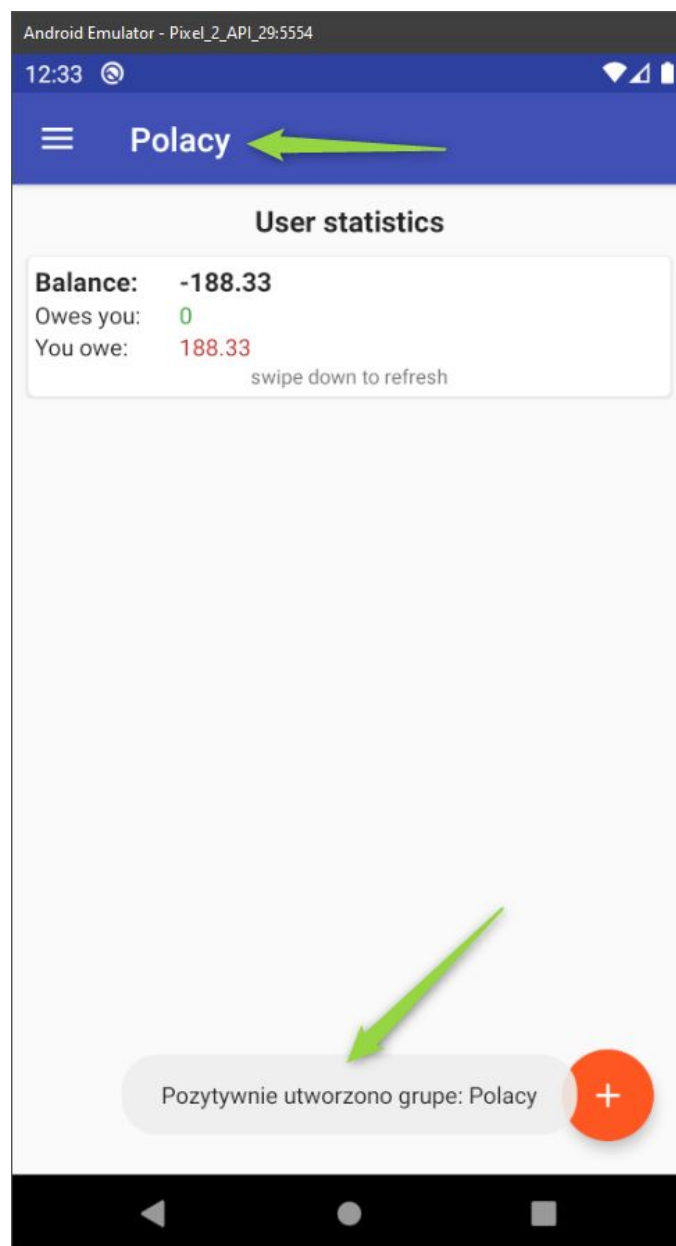 Android Emulator - Pixel_2_API_29:5554
12:33
Polacy
User statistics
Balance: -188.33
Owes you: 0
You owe: 188.33
swipe down to refresh
Pozytywnie utworzono grupe: Polacy
+